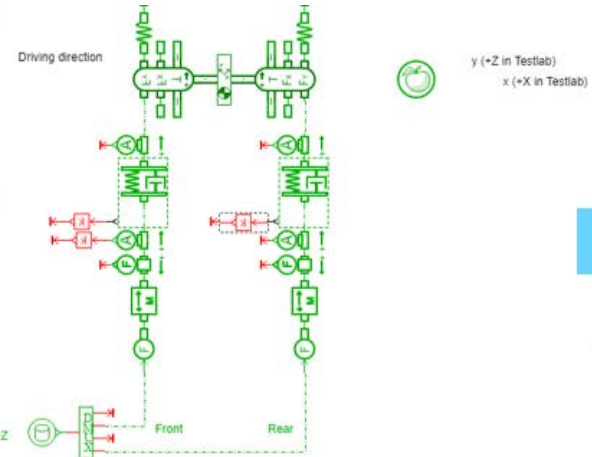 Driving direction
y (+Z in Testlab)
x (+X in Testlab)
A
A
K
K
K
A
A
F
F
M
M
F
F
Z
Front
Rear